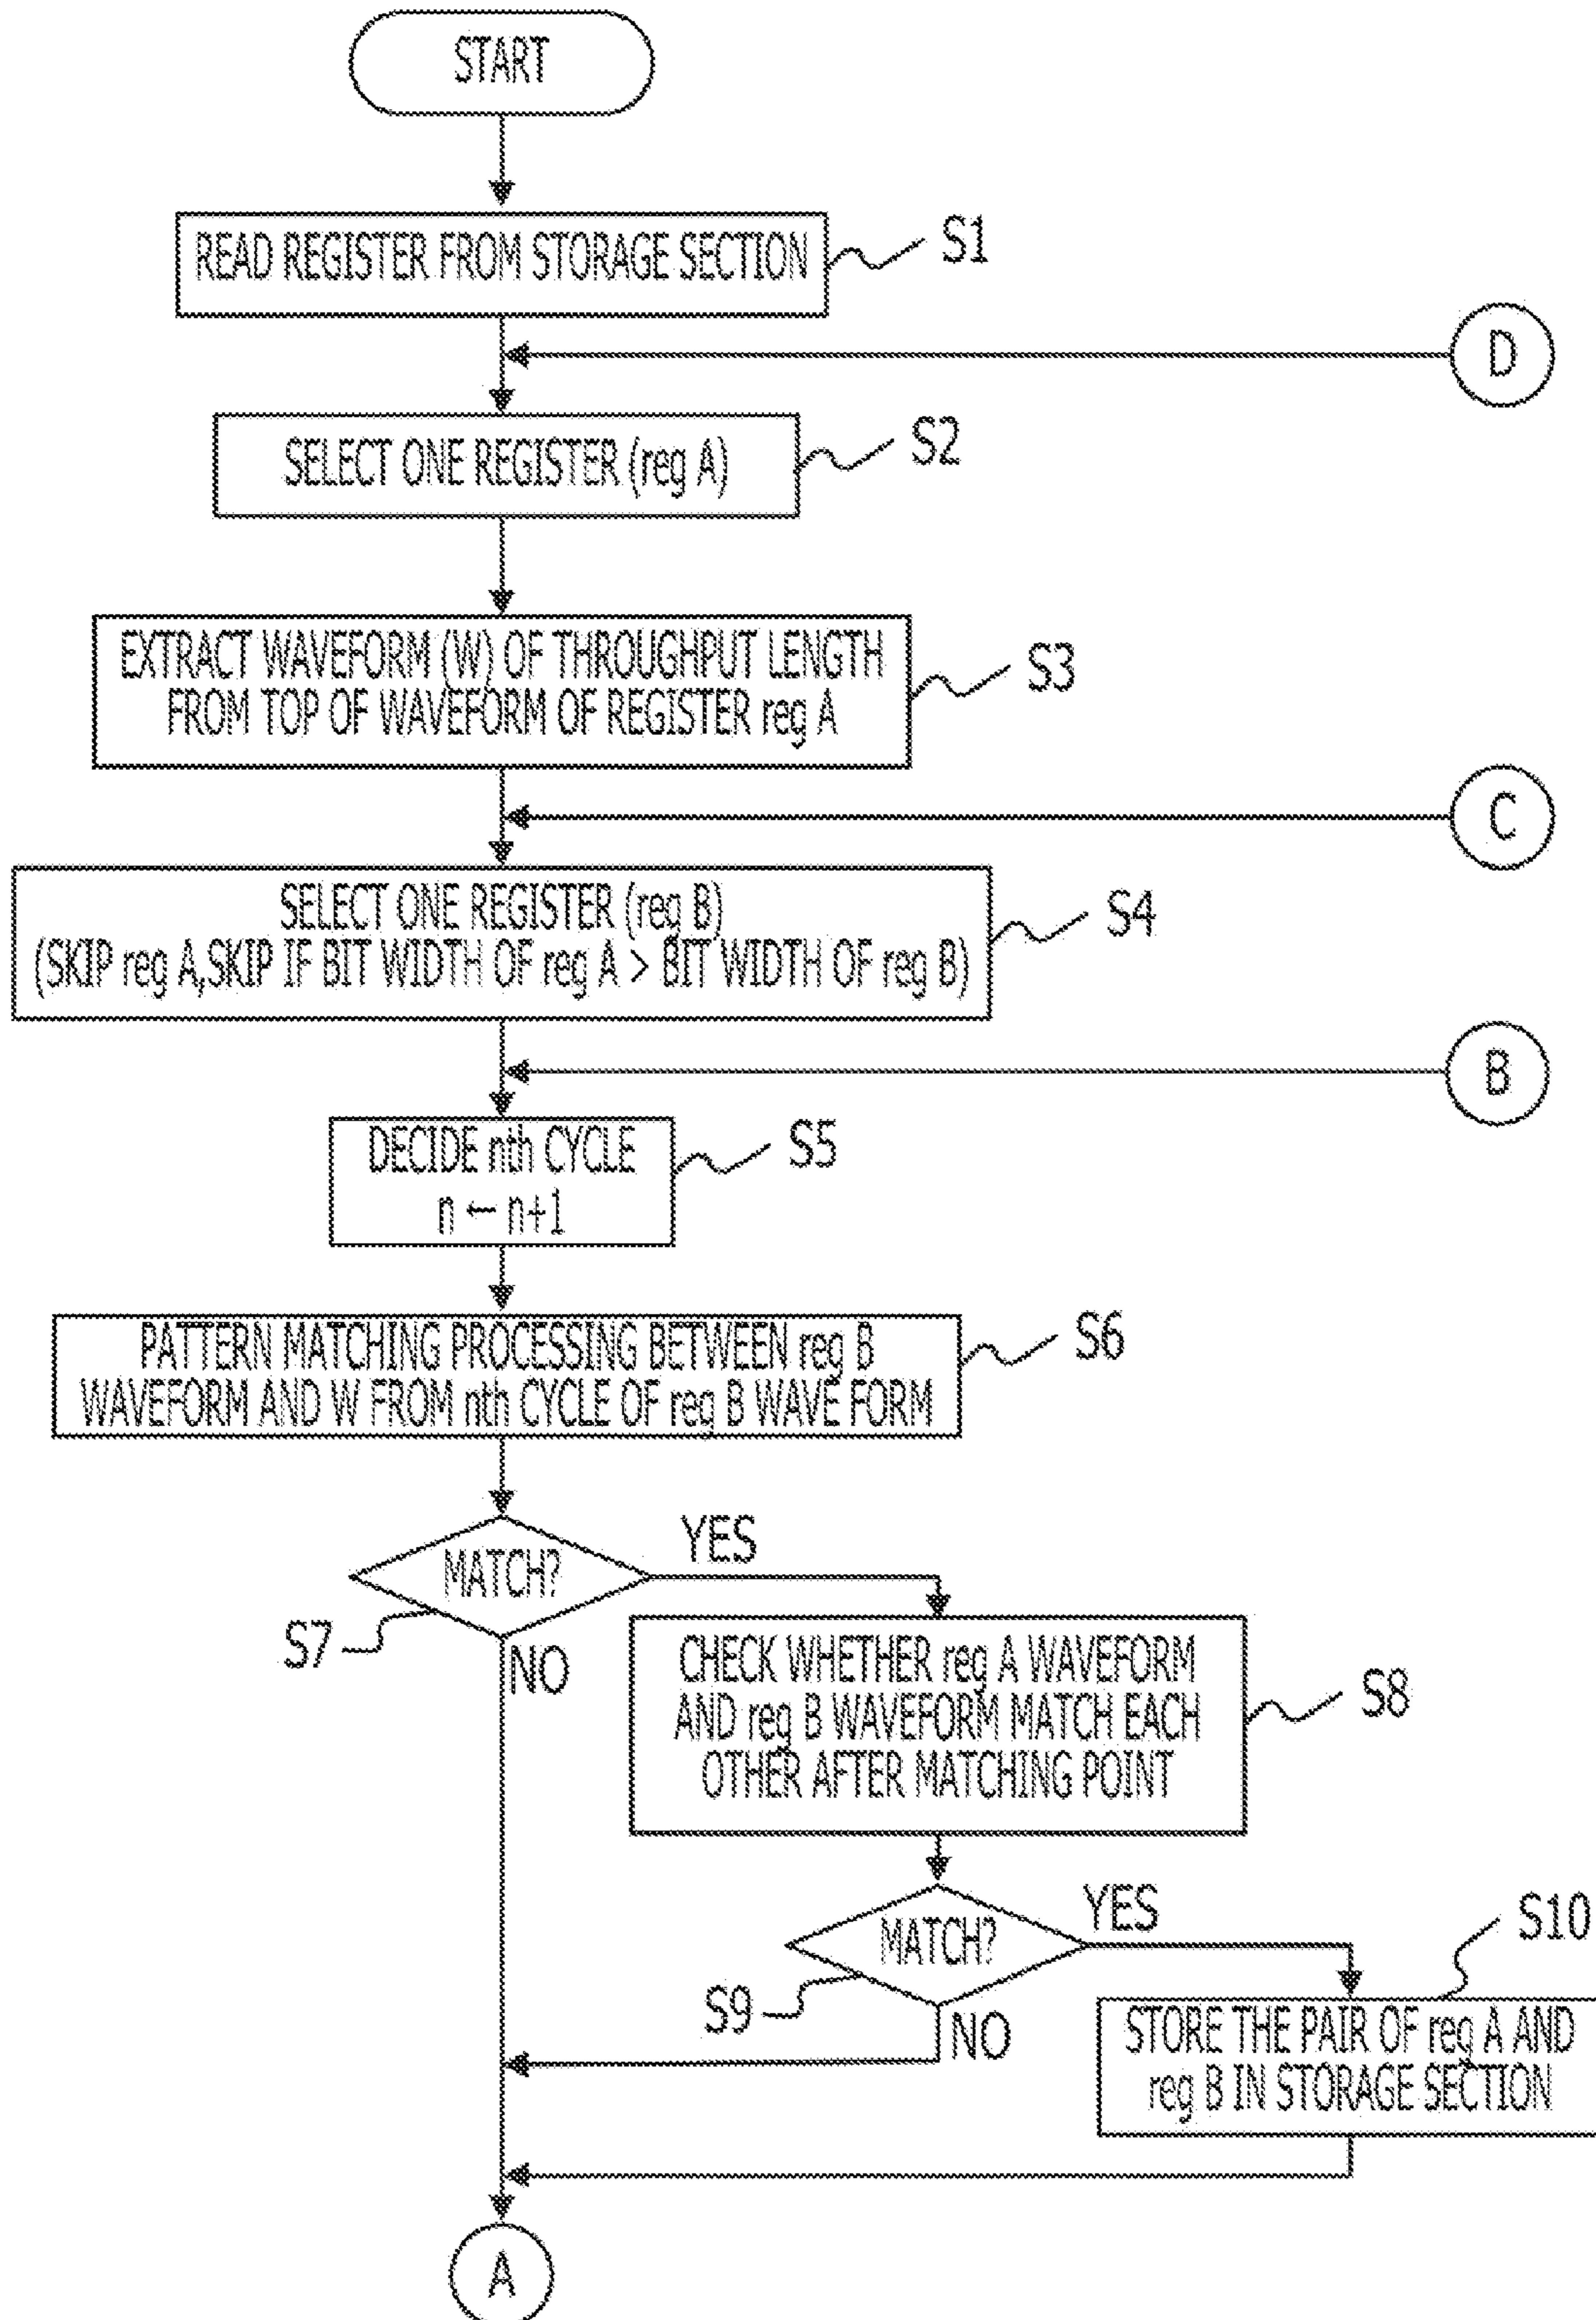 START
READ REGISTER FROM STORAGE SECTION
S1
D
SELECT ONE REGISTER (reg A)
S2
EXTRACT WAVEFORM (W) OF THROUGHPUT LENGTH
FROM TOP OF WAVEFORM OF REGISTER reg A
S3
C
SELECT ONE REGISTER (reg B)
(SKIP reg A,SKIP IF BIT WIDTH OF reg A > BIT WIDTH OF reg B)
S4
B
DECIDE nth CYCLE
n ← n+1
S5
PATTERN MATCHING PROCESSING BETWEEN reg B
WAVEFORM AND W FROM nth CYCLE OF reg B WAVE FORM
S6
MATCH?
YES
S7
NO
CHECK WHETHER reg A WAVEFORM
AND reg B WAVEFORM MATCH EACH
OTHER AFTER MATCHING POINT
S8
MATCH?
YES
S9
NO
S10
STORE THE PAIR OF reg A AND
reg B IN STORAGE SECTION
A